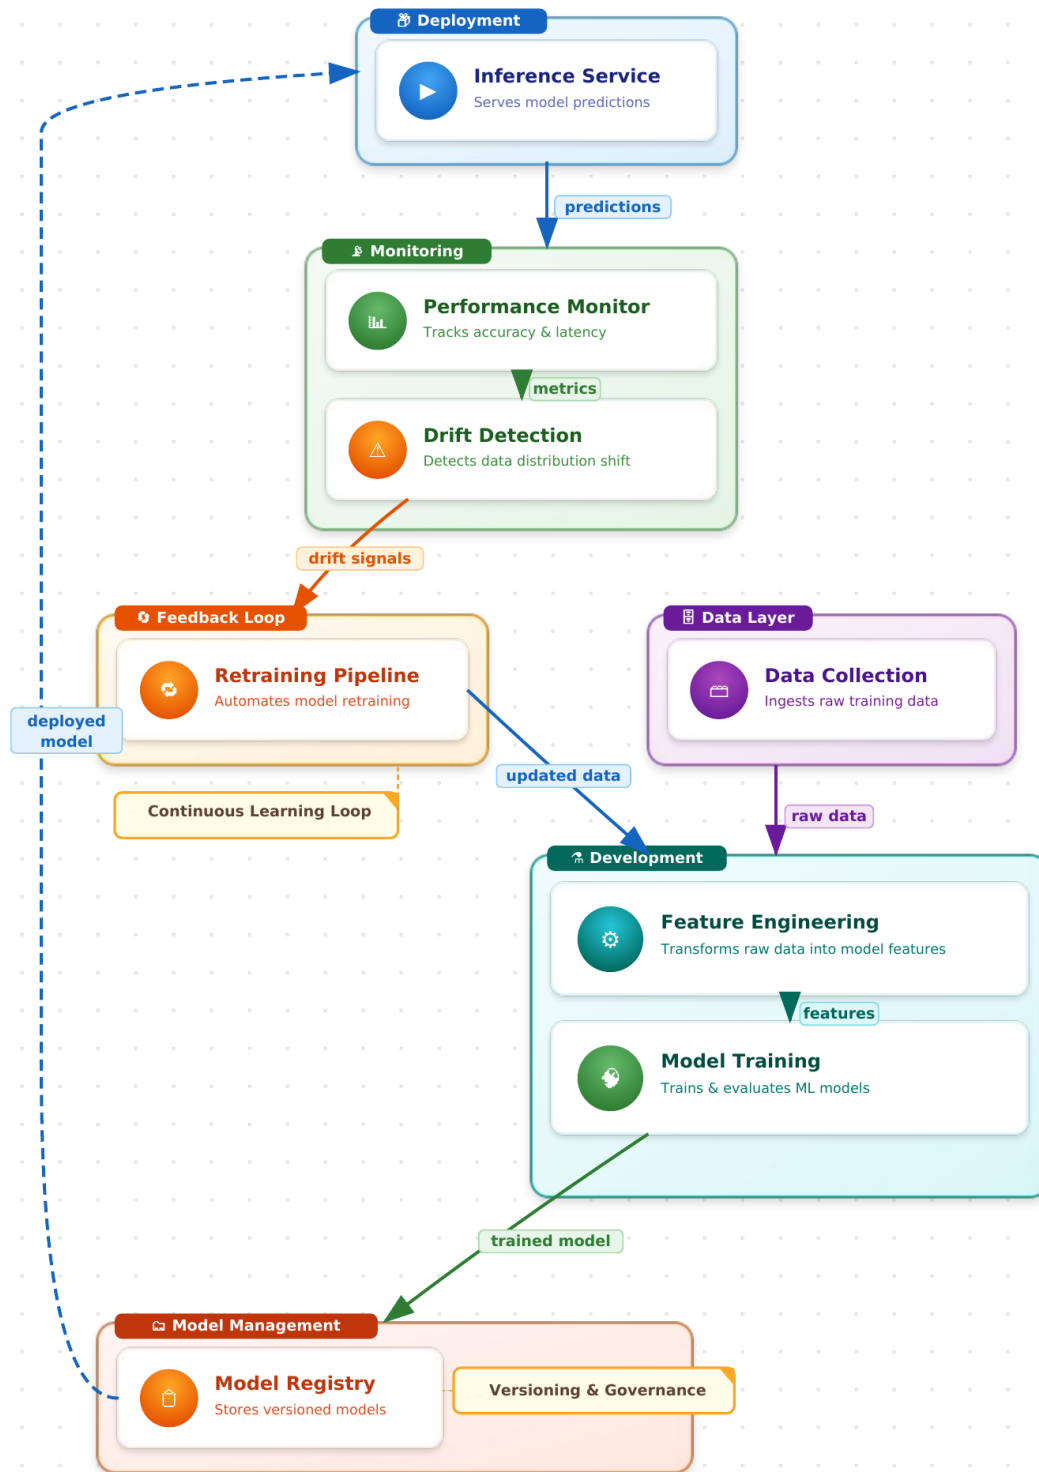 Deployment
Inference Service
Serves model predictions
predictions
Monitoring
Performance Monitor
Tracks accuracy & latency
metrics
Drift Detection
Detects data distribution shift
drift signals
Feedback Loop
Retraining Pipeline
Automates model retraining
Data Layer
Data Collection
Ingests raw training data
deployed
model
updated data
Continuous Learning Loop
raw data
Development
Feature Engineering
Transforms raw data into model features
features
Model Training
Trains & evaluates ML models
trained model
Model Management
Model Registry
Stores versioned models
Versioning & Governance